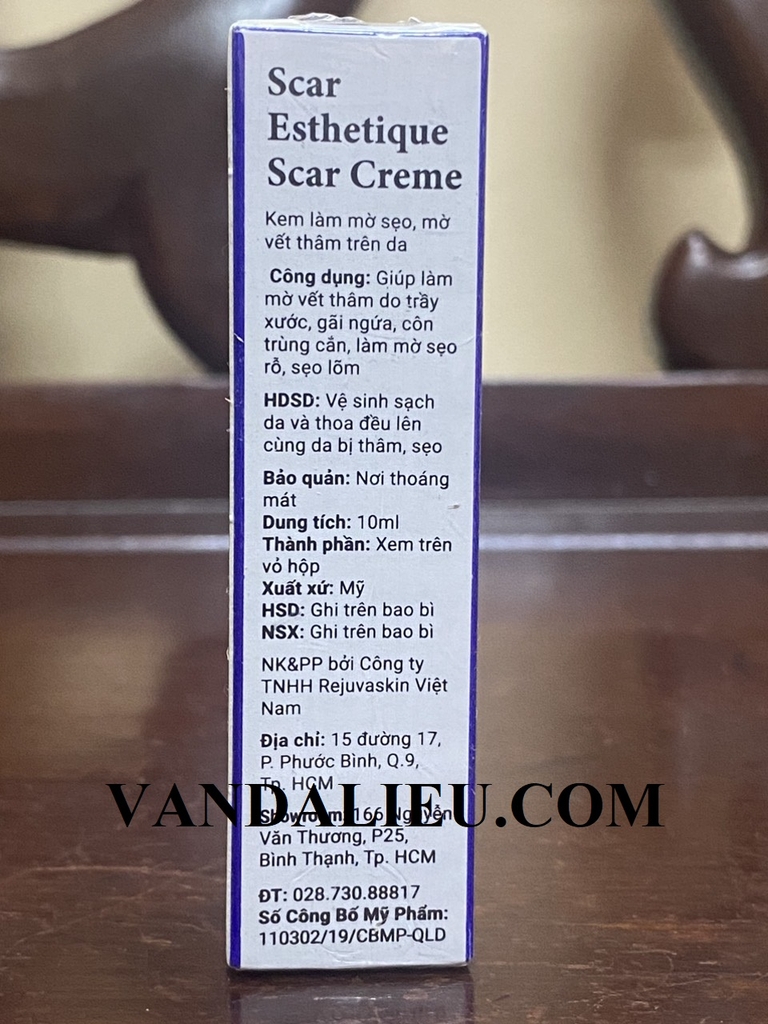 Scar
Esthetique
Scar Creme
Kem làm mờ sẹo, mờ
vết thâm trên da
Công dụng: Giúp làm
mờ vết thâm do trầy
xước, gãi ngứa, côn
trùng cắn, làm mờ sẹo
rỗ, sẹo lõm
HDSD: Vệ sinh sạch
da và thoa đều lên
cùng da bị thâm, sẹo
Bảo quản: Nơi thoáng
mát
Dung tích: 10ml
Thành phần: Xem trên
vỏ hộp
Xuất xứ: Mỹ
HSD: Ghi trên bao bì
NSX: Ghi trên bao bì
NK&PP bởi Công ty
TNHH Rejuvaskin Việt
Nam
Địa chỉ: 15 đường 17,
P. Phước Bình, Q.9,
Tp. HCM
VANDALIEU.COM
Showroom: 166 Nguyễn
Văn Thương, P25,
Bình Thạnh, Tp. HCM
ĐT: 028.730.88817
Số Công Bố Mỹ Phẩm:
110302/19/CBMP-QLD